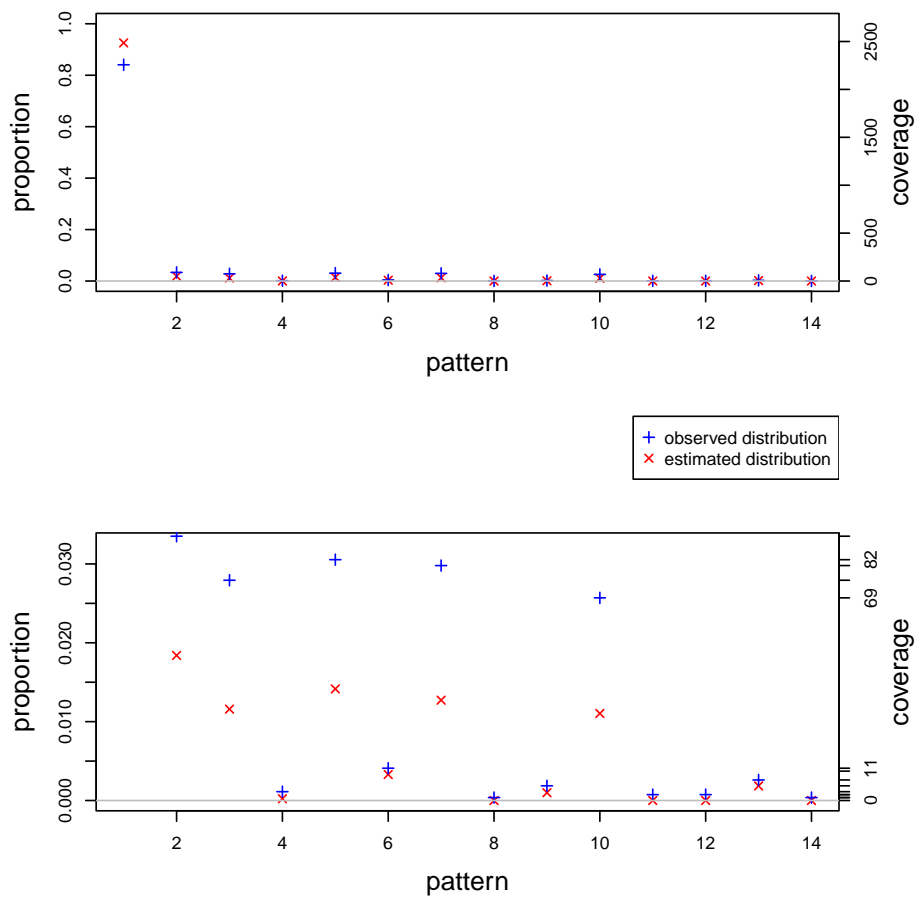 1.0
0.8
0.6
0.4
0.2
0.0
proportion
2500
1500
500
0
coverage
2 4 6 8 10 12 14
pattern
observed distribution
estimated distribution
0.030
0.020
0.010
0.000
proportion
82
69
11
0
coverage
2 4 6 8 10 12 14
pattern